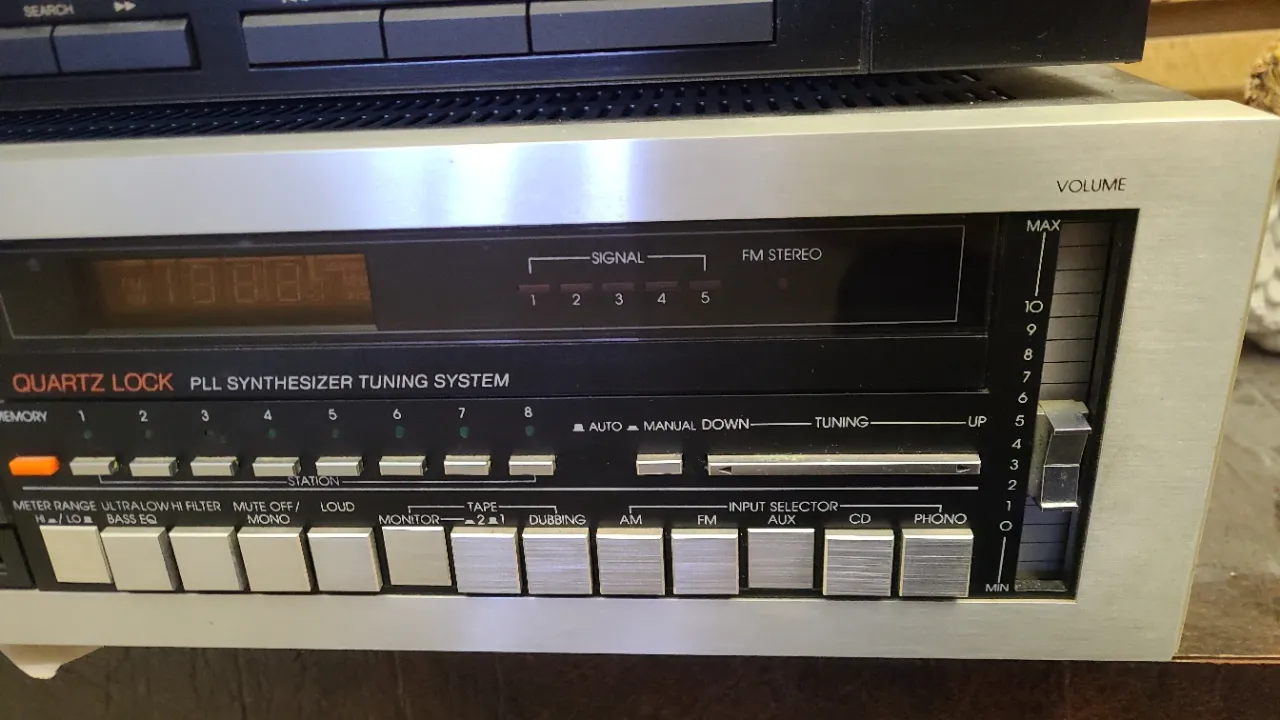 SEARCH ▶▶
VOLUME
MAX
SIGNAL
FM STEREO
1 2 3 4 5
10
9
8
7
6
5
4
3
2
1
0
MIN
QUARTZ LOCK PLL SYNTHESIZER TUNING SYSTEM
MEMORY 1 2 3 4 5 6 7 8
AUTO MANUAL DOWN TUNING UP
STATION
METER RANGE ULTRALOW HI FILTER MUTE OFF/ LOUD TAPE INPUT SELECTOR
HI / LO BASS EQ MONO MONITOR 2 1 DUBBING AM FM AUX CD PHONO